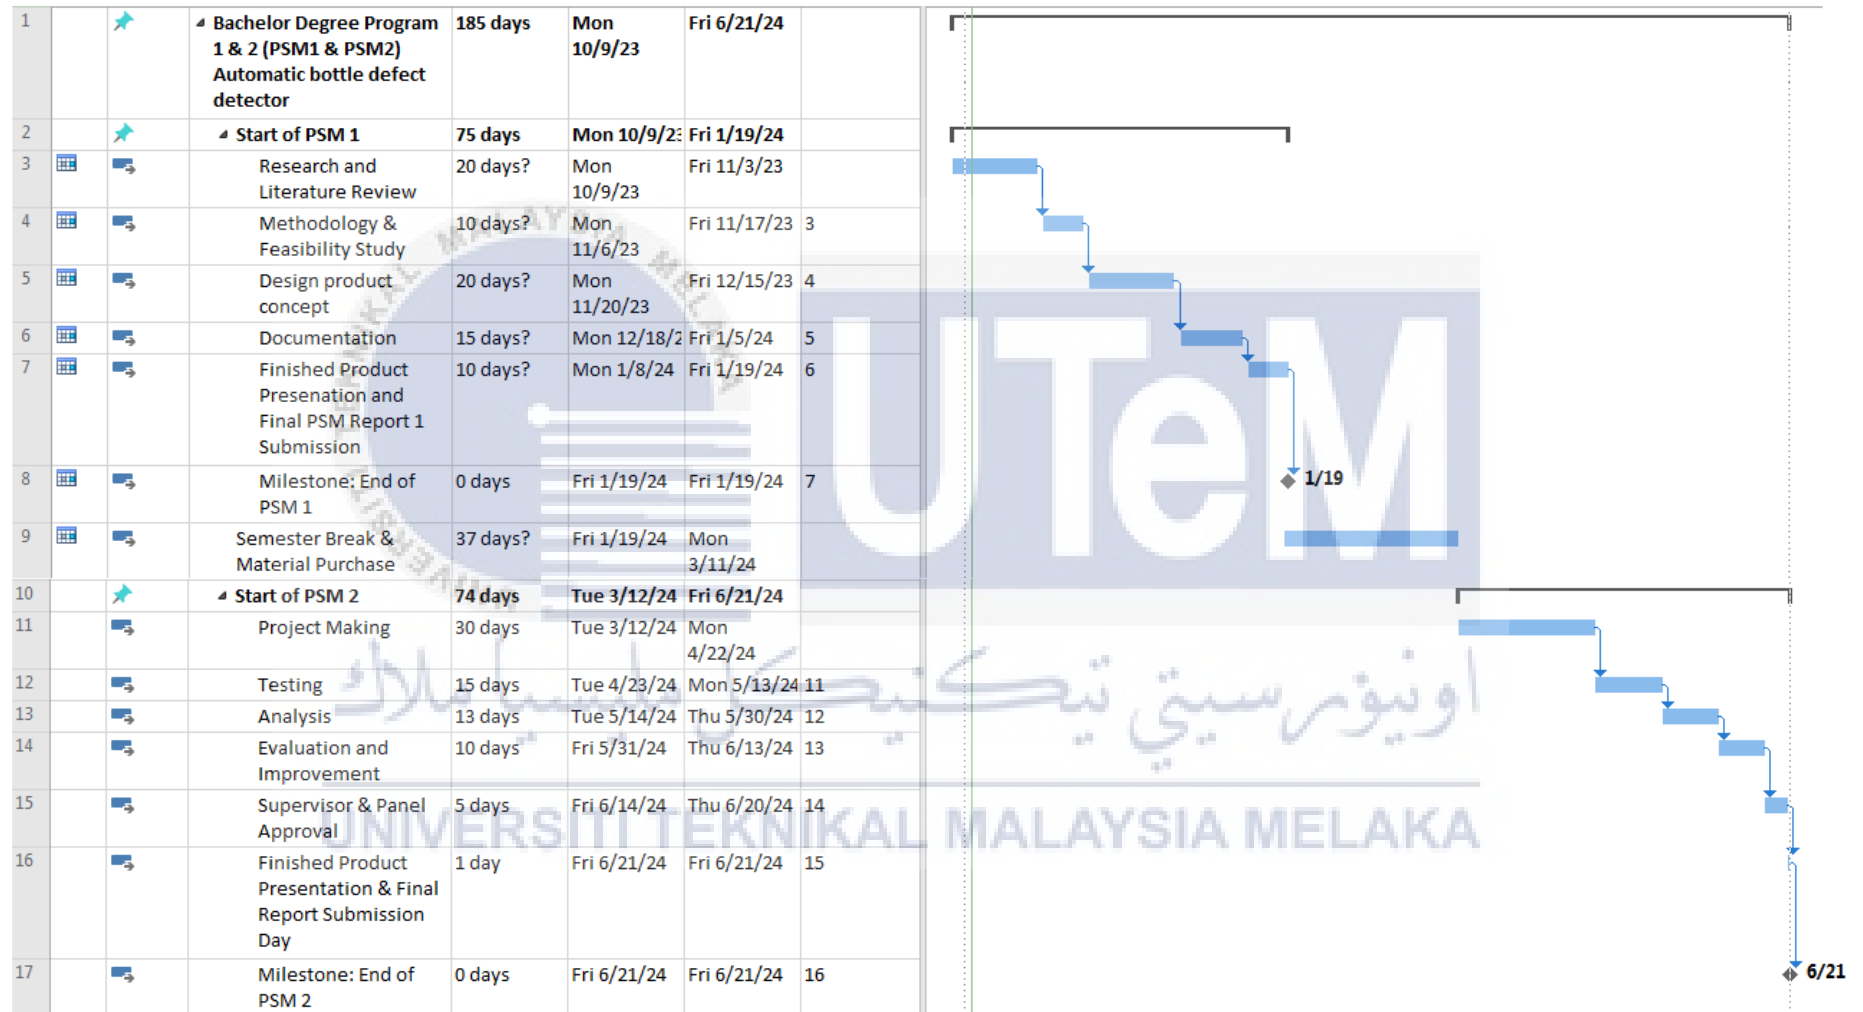 1 Bachelor Degree Program 185 days Mon Fri 6/21/24
1 & 2 (PSM1 & PSM2) 10/9/23
Automatic bottle defect
detector
2 Start of PSM 1 75 days Mon 10/9/23 Fri 1/19/24
3 Research and 20 days? Mon Fri 11/3/23
Literature Review 10/9/23
4 Methodology & 10 days? Mon Fri 11/17/23 3
Feasibility Study 11/6/23
5 Design product 20 days? Mon Fri 12/15/23 4
concept 11/20/23
6 Documentation 15 days? Mon 12/18/2 Fri 1/5/24 5
7 Finished Product 10 days? Mon 1/8/24 Fri 1/19/24 6
Presenation and
Final PSM Report 1
Submission
8 Milestone: End of 0 days Fri 1/19/24 Fri 1/19/24 7 1/19
PSM 1
9 Semester Break & 37 days? Fri 1/19/24 Mon
Material Purchase 3/11/24
10 Start of PSM 2 74 days Tue 3/12/24 Fri 6/21/24
11 Project Making 30 days Tue 3/12/24 Mon
4/22/24
12 Testing 15 days Tue 4/23/24 Mon 5/13/24 11
13 Analysis 13 days Tue 5/14/24 Thu 5/30/24 12
14 Evaluation and 10 days Fri 5/31/24 Thu 6/13/24 13
Improvement
15 Supervisor & Panel 5 days Fri 6/14/24 Thu 6/20/24 14
Approval
16 Finished Product 1 day Fri 6/21/24 Fri 6/21/24 15
Presentation & Final
Report Submission
Day
17 Milestone: End of 0 days Fri 6/21/24 Fri 6/21/24 16 6/21
PSM 2
UNIVERSITI TEKNIKAL MALAYSIA MELAKA
UTeM
اونيۏرسيتي تيكنيكل مليسيا ملاك
UNIVERSITI TEKNIKAL MALAYSIA MELAKA